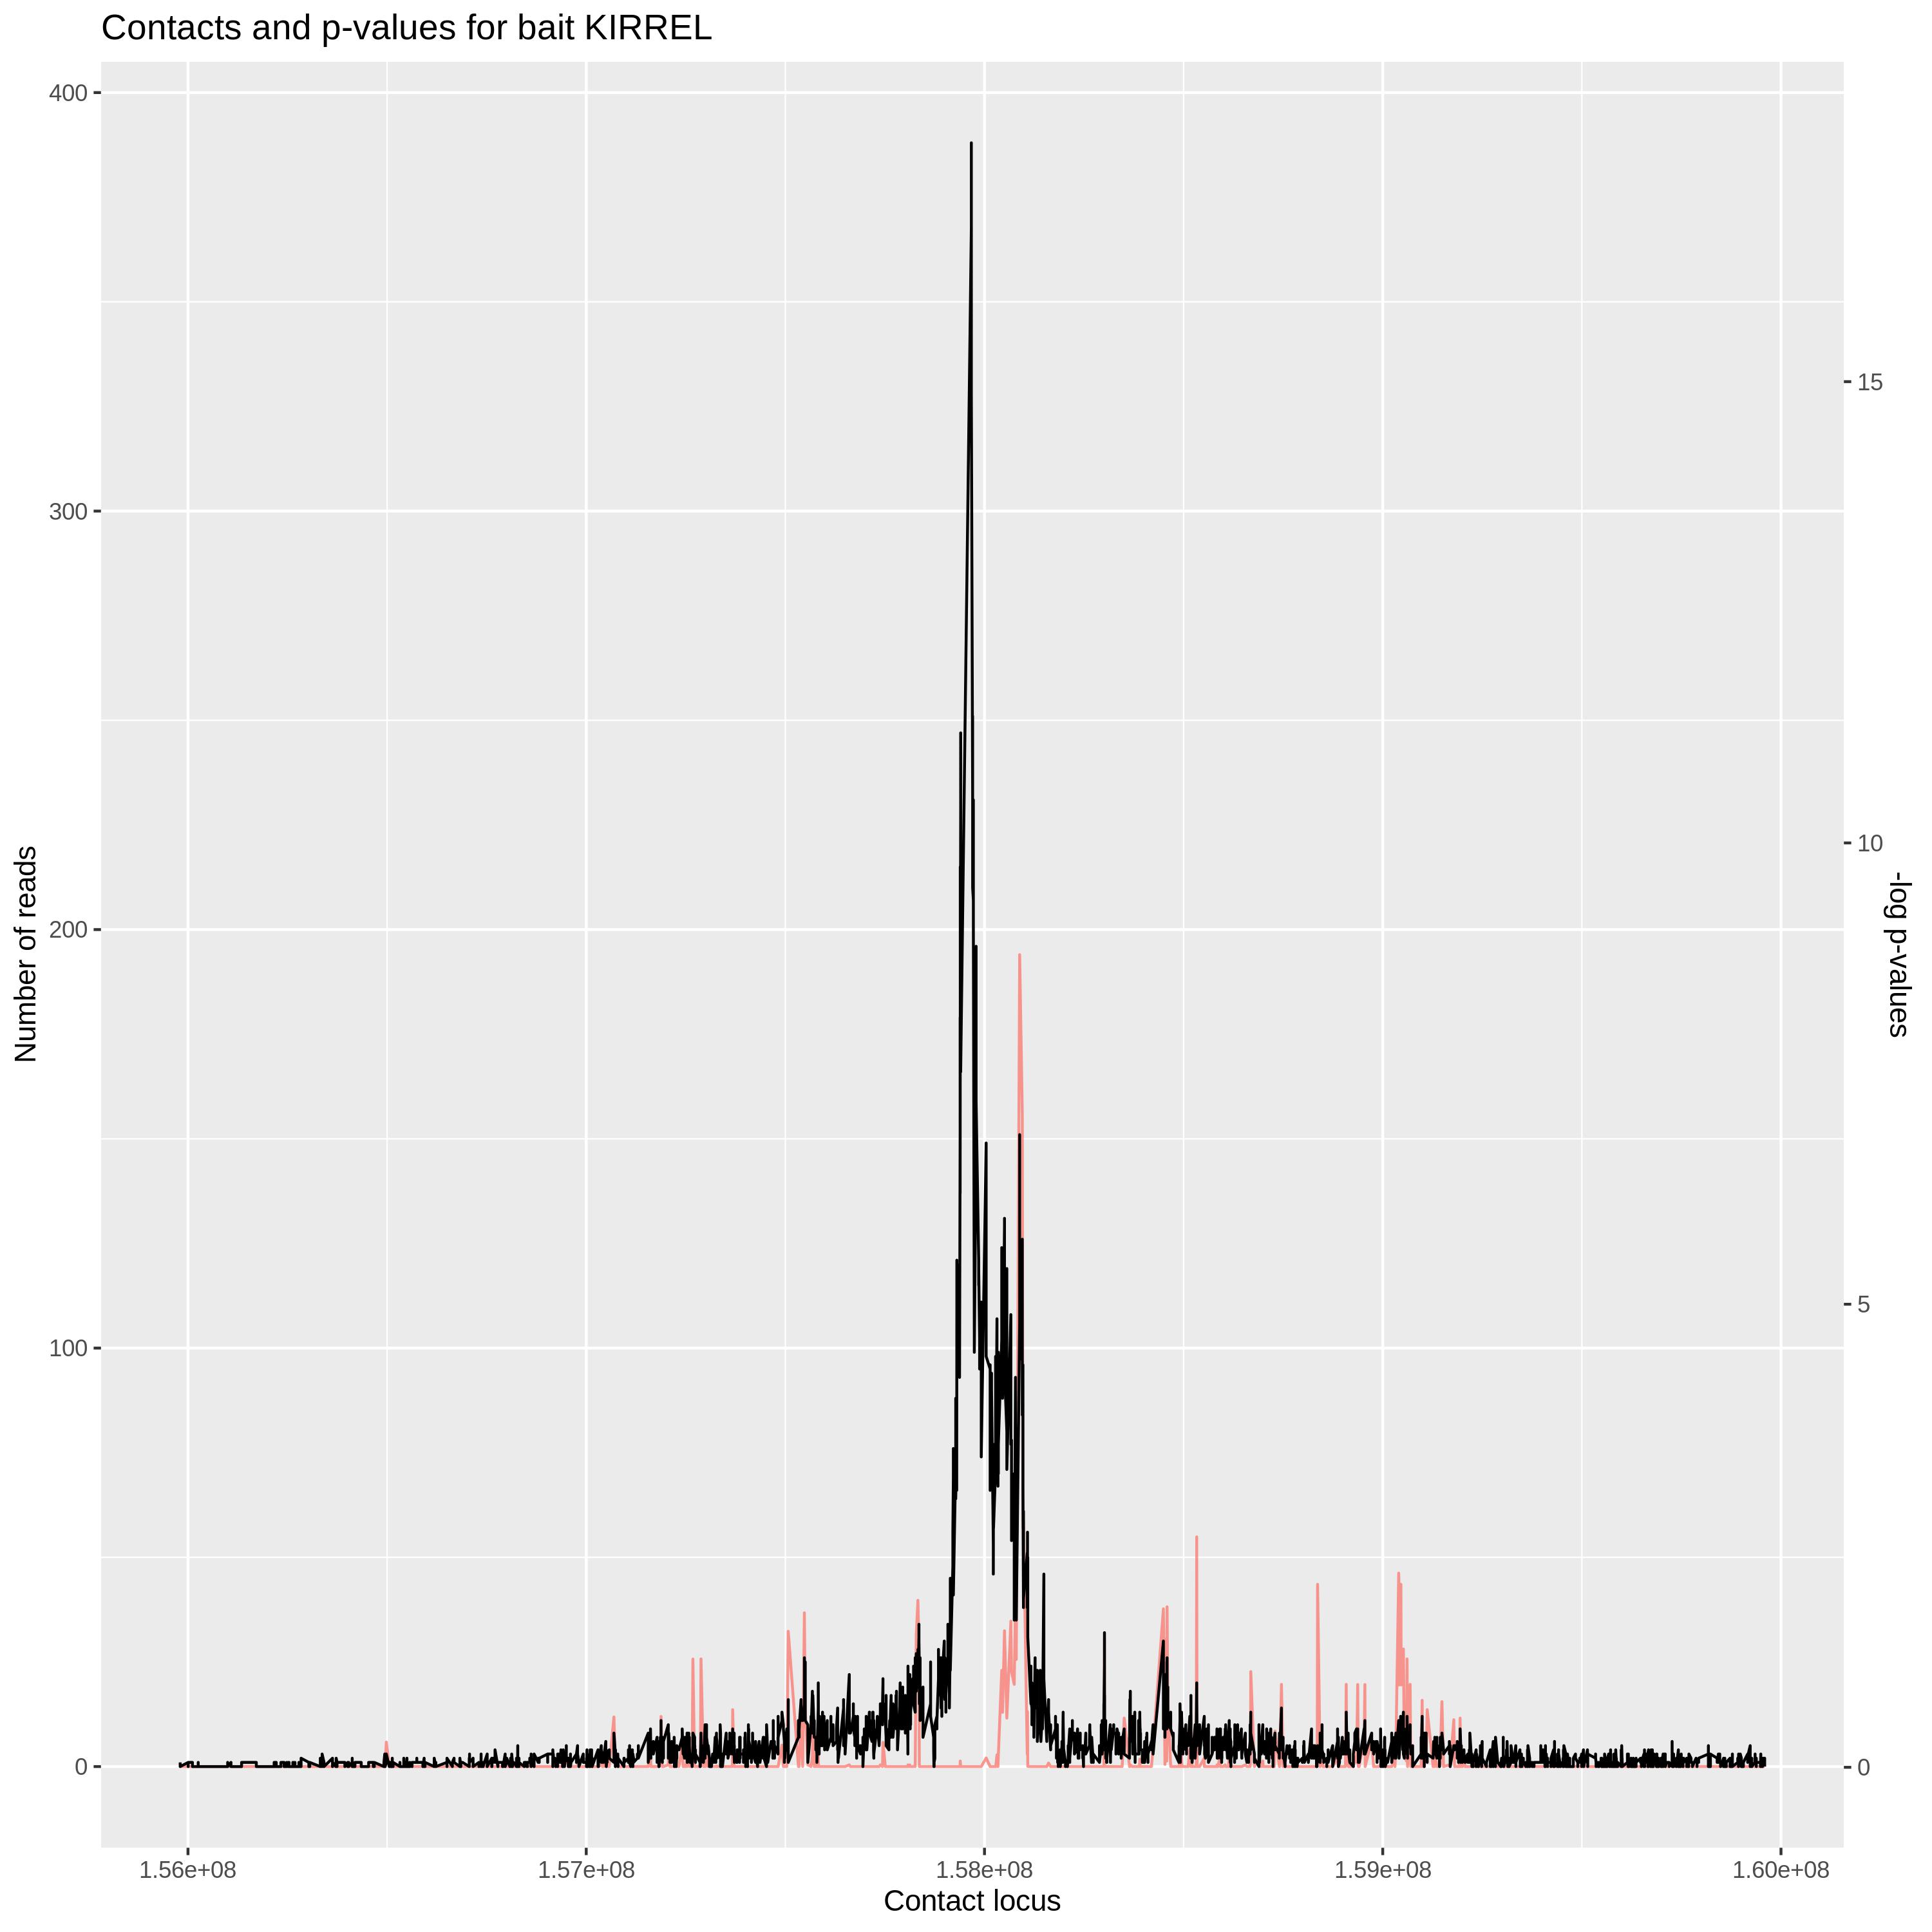 Contacts and p-values for bait KIRREL
400
300
200
100
0
Number of reads
15
10
5
0
-log p-values
1.56e+08
1.57e+08
1.58e+08
1.59e+08
1.60e+08
Contact locus